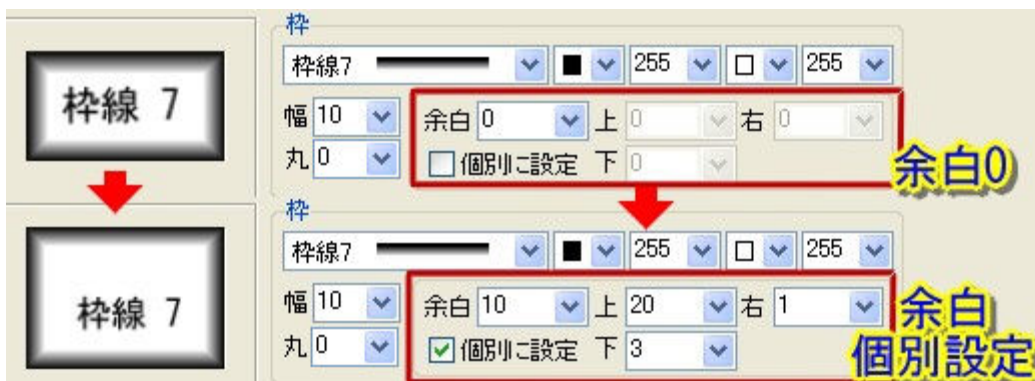 枠
枠線7 255 255
枠線 7
幅 10 余白 0 上 0 右 0
丸 0 個別に設定 下 0
余白0
枠
枠線7 255 255
枠線 7
幅 10 余白 10 上 20 右 1
丸 0 個別に設定 下 3
余白
個別設定